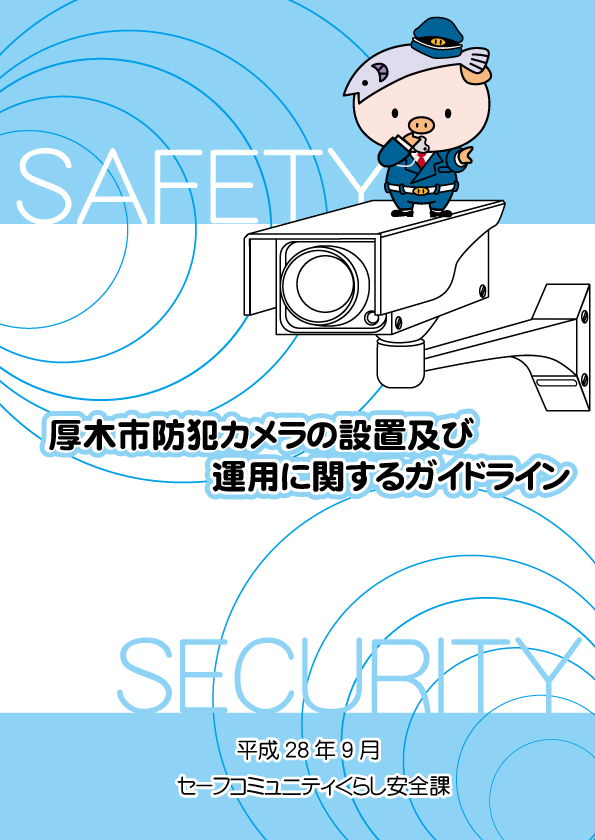 SAFETY
厚木市防犯カメラの設置及び
運用に関するガイドライン
SECURITY
平成 28 年 9 月
セーフコミュニティくらし安全課